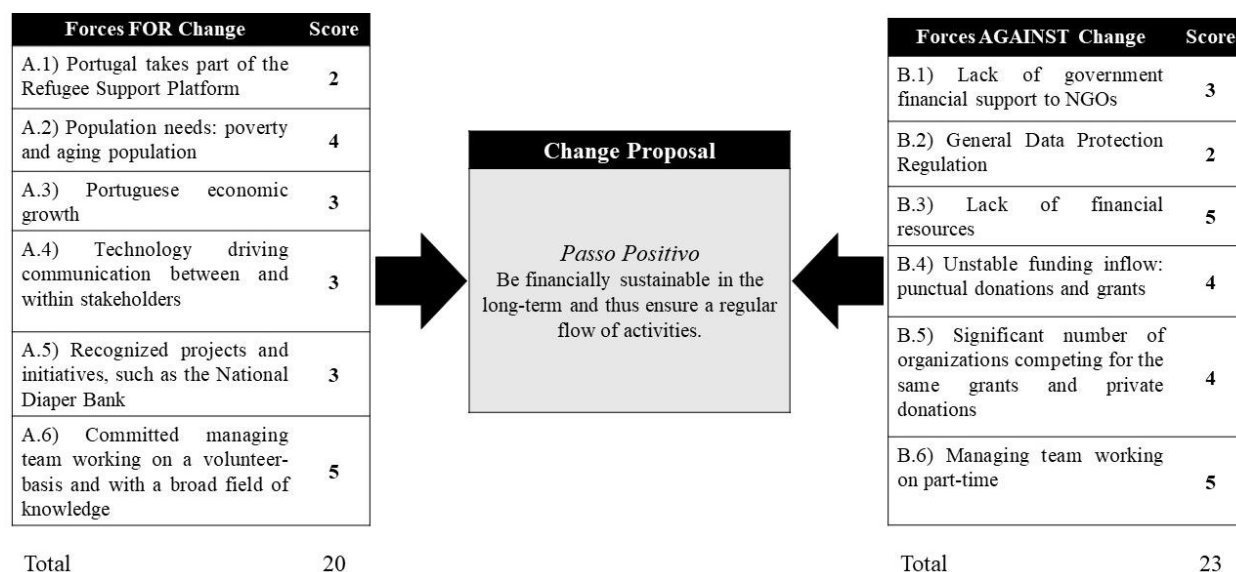 Forces FOR Change Score
A.1) Portugal takes part of the
Refugee Support Platform
2
A.2) Population needs: poverty
and aging population
4
A.3) Portuguese economic
growth
3
A.4) Technology driving
communication between and
within stakeholders
3
A.5) Recognized projects and
initiatives, such as the National
Diaper Bank
3
A.6) Committed managing
team working on a volunteer-
basis and with a broad field of
knowledge
5
Total 20
Change Proposal
Passo Positivo
Be financially sustainable in the
long-term and thus ensure a regular
flow of activities.
Forces AGAINST Change Score
B.1) Lack of government
financial support to NGOs
3
B.2) General Data Protection
Regulation
2
B.3) Lack of financial
resources
5
B.4) Unstable funding inflow:
punctual donations and grants
4
B.5) Significant number of
organizations competing for the
same grants and private
donations
4
B.6) Managing team working
on part-time
5
Total 23